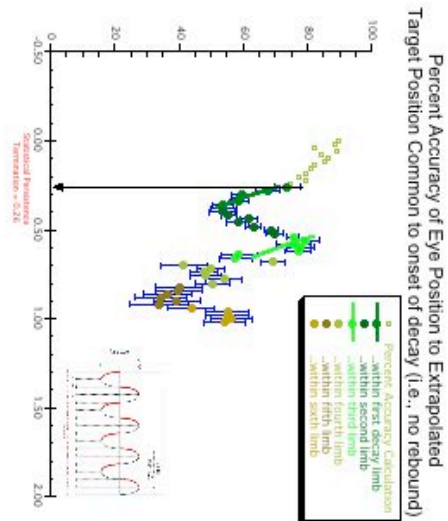 Percent Accuracy of Eye Position to Extrapolated
Target Position Common to onset of decay (i.e., no rebound)
100
80
60
40
20
0
-0.50
0.00
0.50
1.00
1.50
2.00
Percent Accuracy Calculation
...within first decay limb
...within second limb
...within third limb
...within fourth limb
...within fifth limb
...within sixth limb
Statistical Persistence
Termination = 0.26